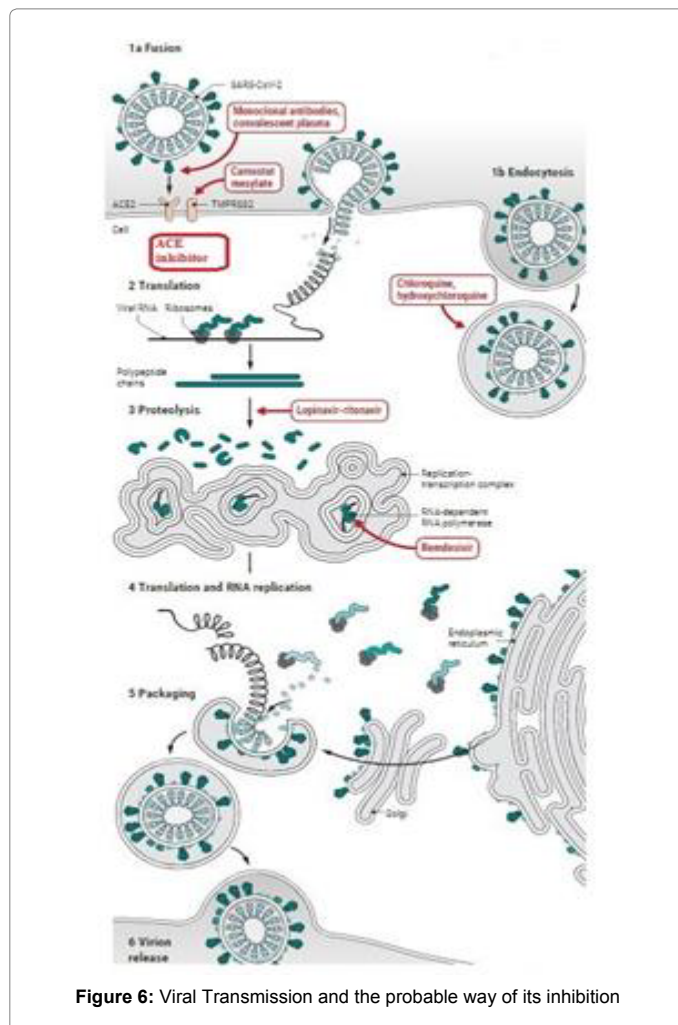 1a Fusion
SARS-CoV-2
Monoclonal antibodies,
convalescent plasma
Camostat
mesylate
1b Endocytosis
ACE2
TMPRSS2
Cell
ACE
inhibitor
2 Translation
Chloroquine,
hydroxychloroquine
Viral RNA
Ribosomes
Polypeptide
chains
3 Proteolysis
Lopinavir-ritonavir
Replication-
transcription complex
RNA-dependent
RNA polymerase
Remdesivir
4 Translation and RNA replication
Endoplasmic
reticulum
5 Packaging
Golgi
6 Virion
release
Figure 6: Viral Transmission and the probable way of its inhibition